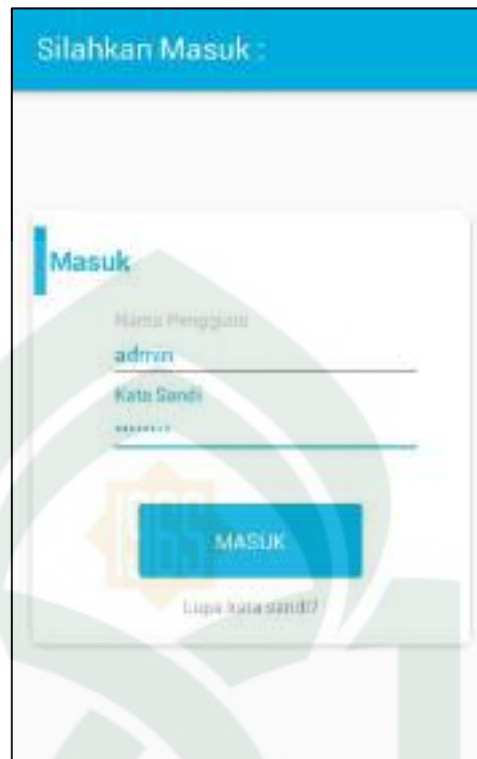 Silahkan Masuk :
Masuk
Nama Pengguna
admin
Kata Sandi
········
MASUK
Lupa kata sandi?